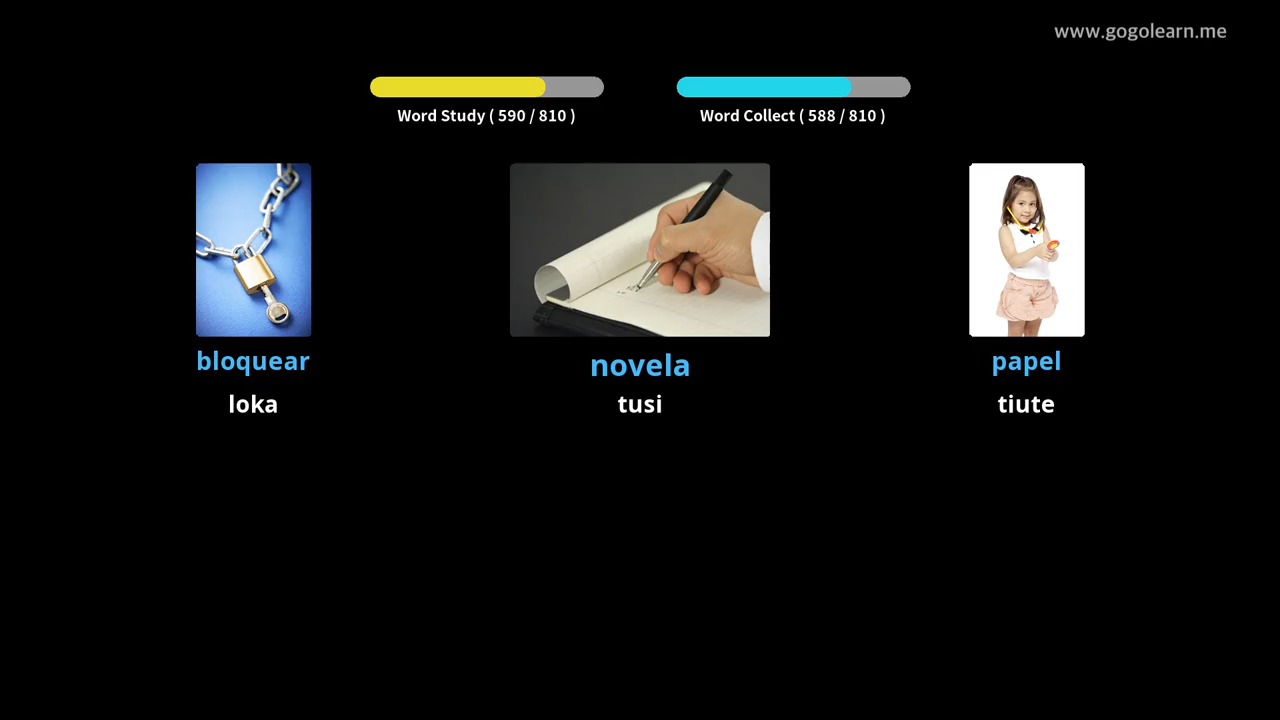 www.gogolearn.me
Word Study ( 590 / 810 )
Word Collect ( 588 / 810 )
bloquear
loka
novela
tusi
papel
tiute